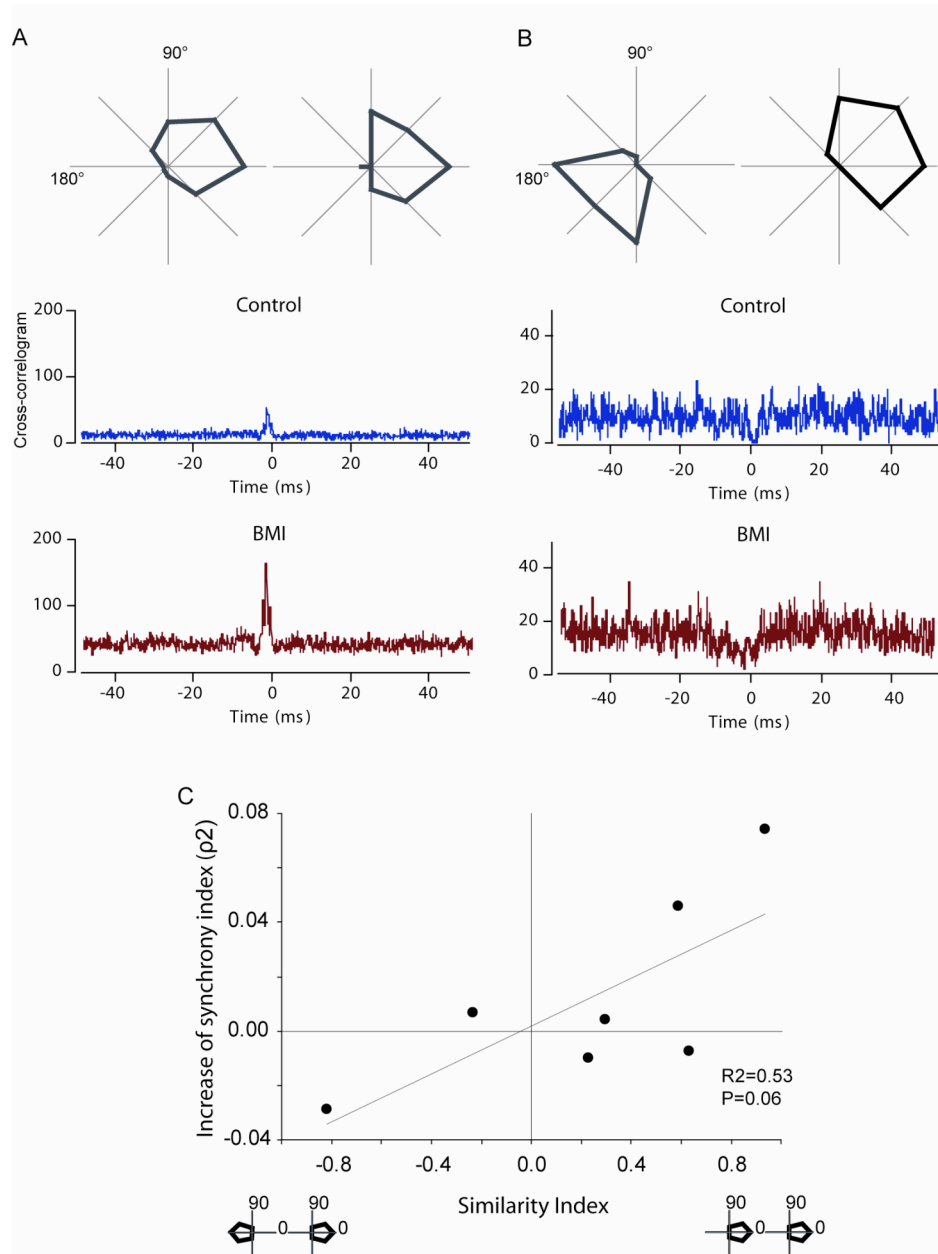 A
B
90°
90°
180°
180°
Control
Control
200
100
0
Cross-correlogram
-40 -20 0 20 40
Time (ms)
40
20
0
-40 -20 0 20 40
Time (ms)
BMI
BMI
200
100
0
-40 -20 0 20 40
Time (ms)
40
20
0
-40 -20 0 20 40
Time (ms)
C
0.08
0.04
0.00
-0.04
Increase of synchrony index (ρ2)
R2=0.53
P=0.06
-0.8 -0.4 0.0 0.4 0.8
Similarity Index
90 90
0 0
90 90
0 0